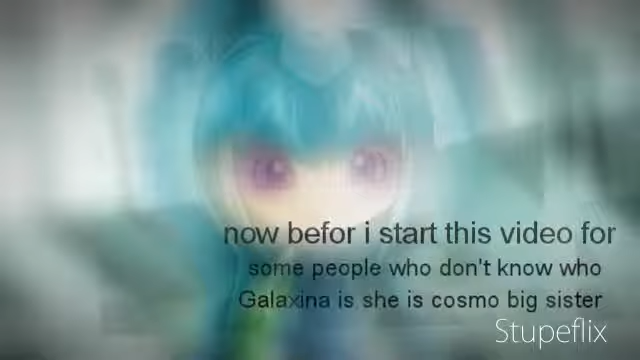 now befor i start this video for
some people who don't know who
Galaxina is she is cosmo big sister
Stupeflix